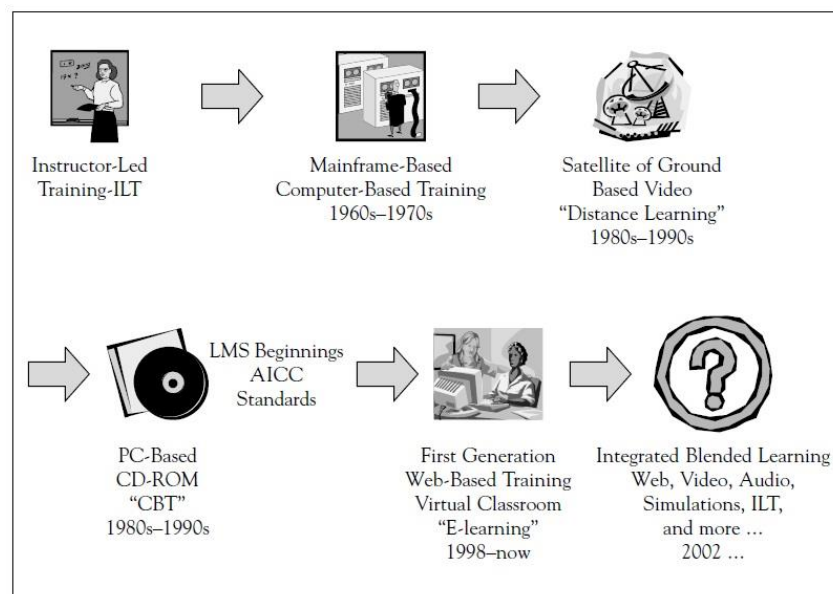 Instructor-Led
Training-ILT
Mainframe-Based
Computer-Based Training
1960s–1970s
Satellite of Ground
Based Video
“Distance Learning”
1980s–1990s
LMS Beginnings
AICC
Standards
PC-Based
CD-ROM
“CBT”
1980s–1990s
First Generation
Web-Based Training
Virtual Classroom
“E-learning”
1998–now
?
Integrated Blended Learning
Web, Video, Audio,
Simulations, ILT,
and more ...
2002 ...